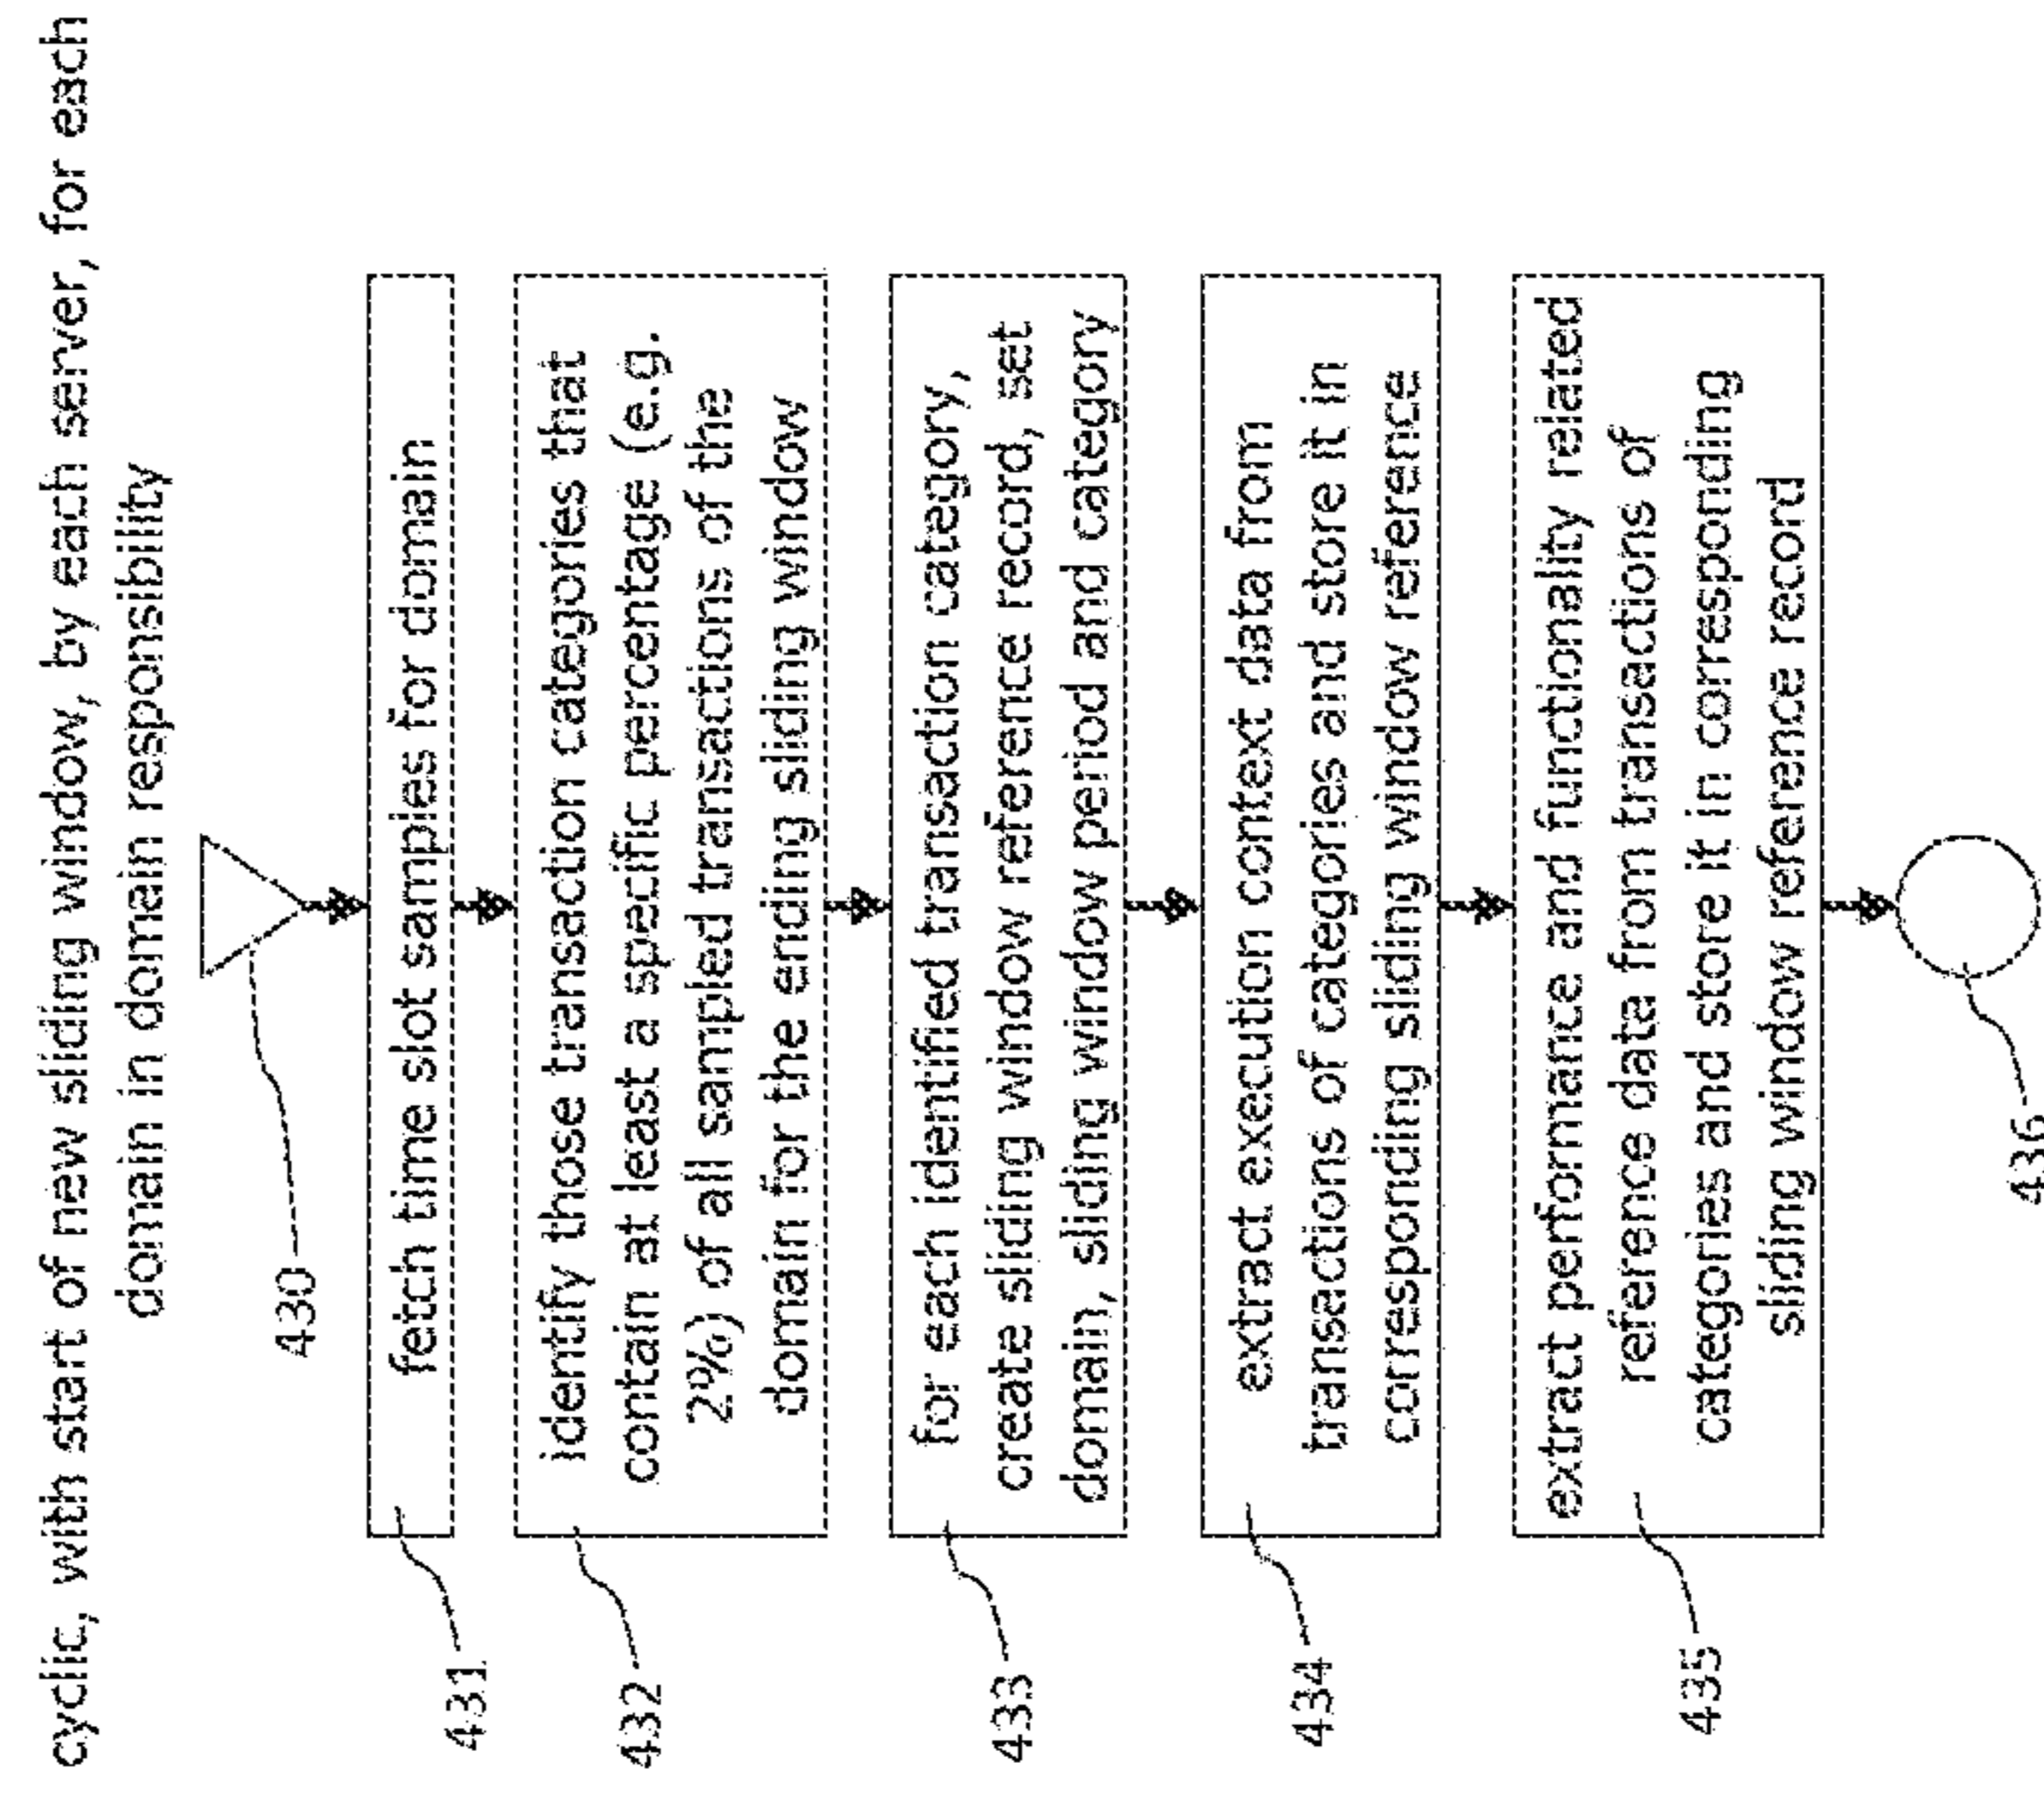 cyclic, with start of new sliding window, by each server, for each
domain in domain responsibility
430
431
fetch time slot samples for domain
432
identify those transaction categories that
contain at least a specific percentage (e.g.
2%) of all sampled transactions of the
domain for the ending sliding window
433
for each identified transaction category,
create sliding window reference record, set
domain, sliding window period and category
434
extract execution context data from
transactions of categories and store it in
corresponding sliding window reference
435
extract performance and functionality related
reference data from transactions of
categories and store it in corresponding
sliding window reference record
436